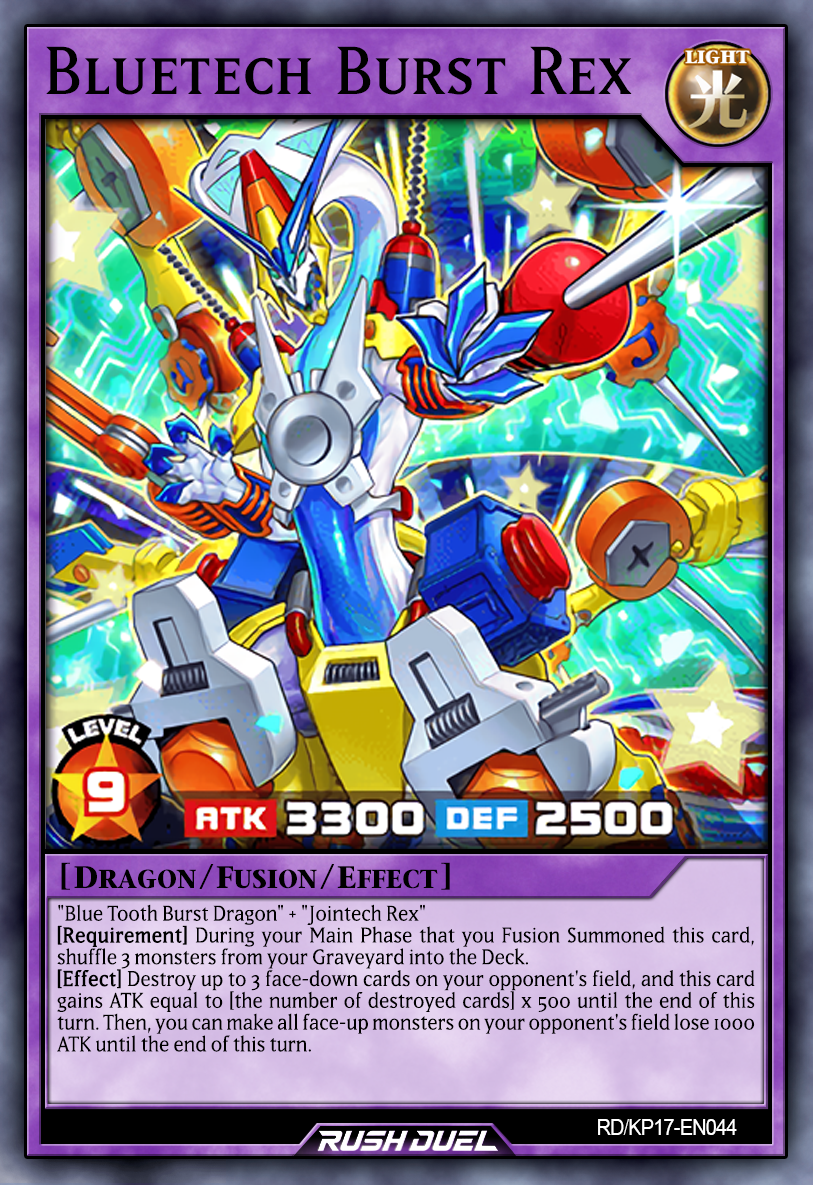 Bluetech Burst Rex
LIGHT
光
J
J
LEVEL
9
ATK 3300 DEF 2500
[Dragon/Fusion/Effect]
"Blue Tooth Burst Dragon" + "Jointech Rex"
[Requirement] During your Main Phase that you Fusion Summoned this card,
shuffle 3 monsters from your Graveyard into the Deck.
[Effect] Destroy up to 3 face-down cards on your opponent's field, and this card
gains ATK equal to [the number of destroyed cards] x 500 until the end of this
turn. Then, you can make all face-up monsters on your opponent's field lose 1000
ATK until the end of this turn.
RD/KP17-EN044
RUSH DUEL